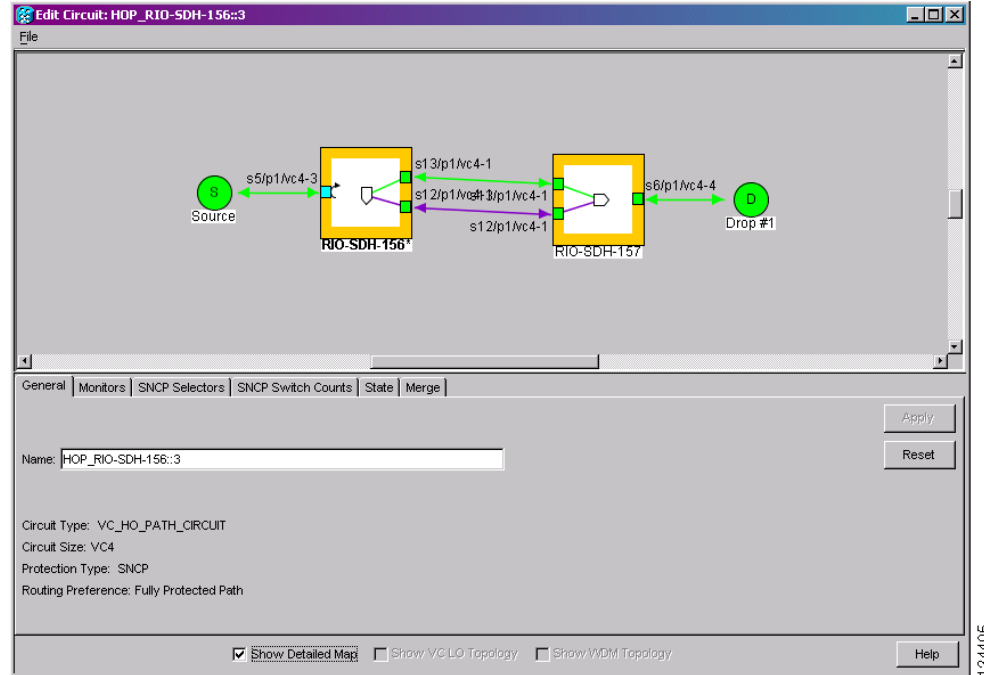 Edit Circuit: HOP_RIO-SDH-156::3
File
s13/p1/vc4-1
s5/p1/vc4-3
s6/p1/vc4-4
s12/p1/vc4-1
s13/p1/vc4-1
S
D
Source
Drop #1
s12/p1/vc4-1
RIO-SDH-156*
RIO-SDH-157
General Monitors SNCP Selectors SNCP Switch Counts State Merge
Apply
Name: HOP_RIO-SDH-156::3
Reset
Circuit Type: VC_HO_PATH_CIRCUIT
Circuit Size: VC4
Protection Type: SNCP
Routing Preference: Fully Protected Path
Show Detailed Map Show VC LO Topology Show WDM Topology
Help